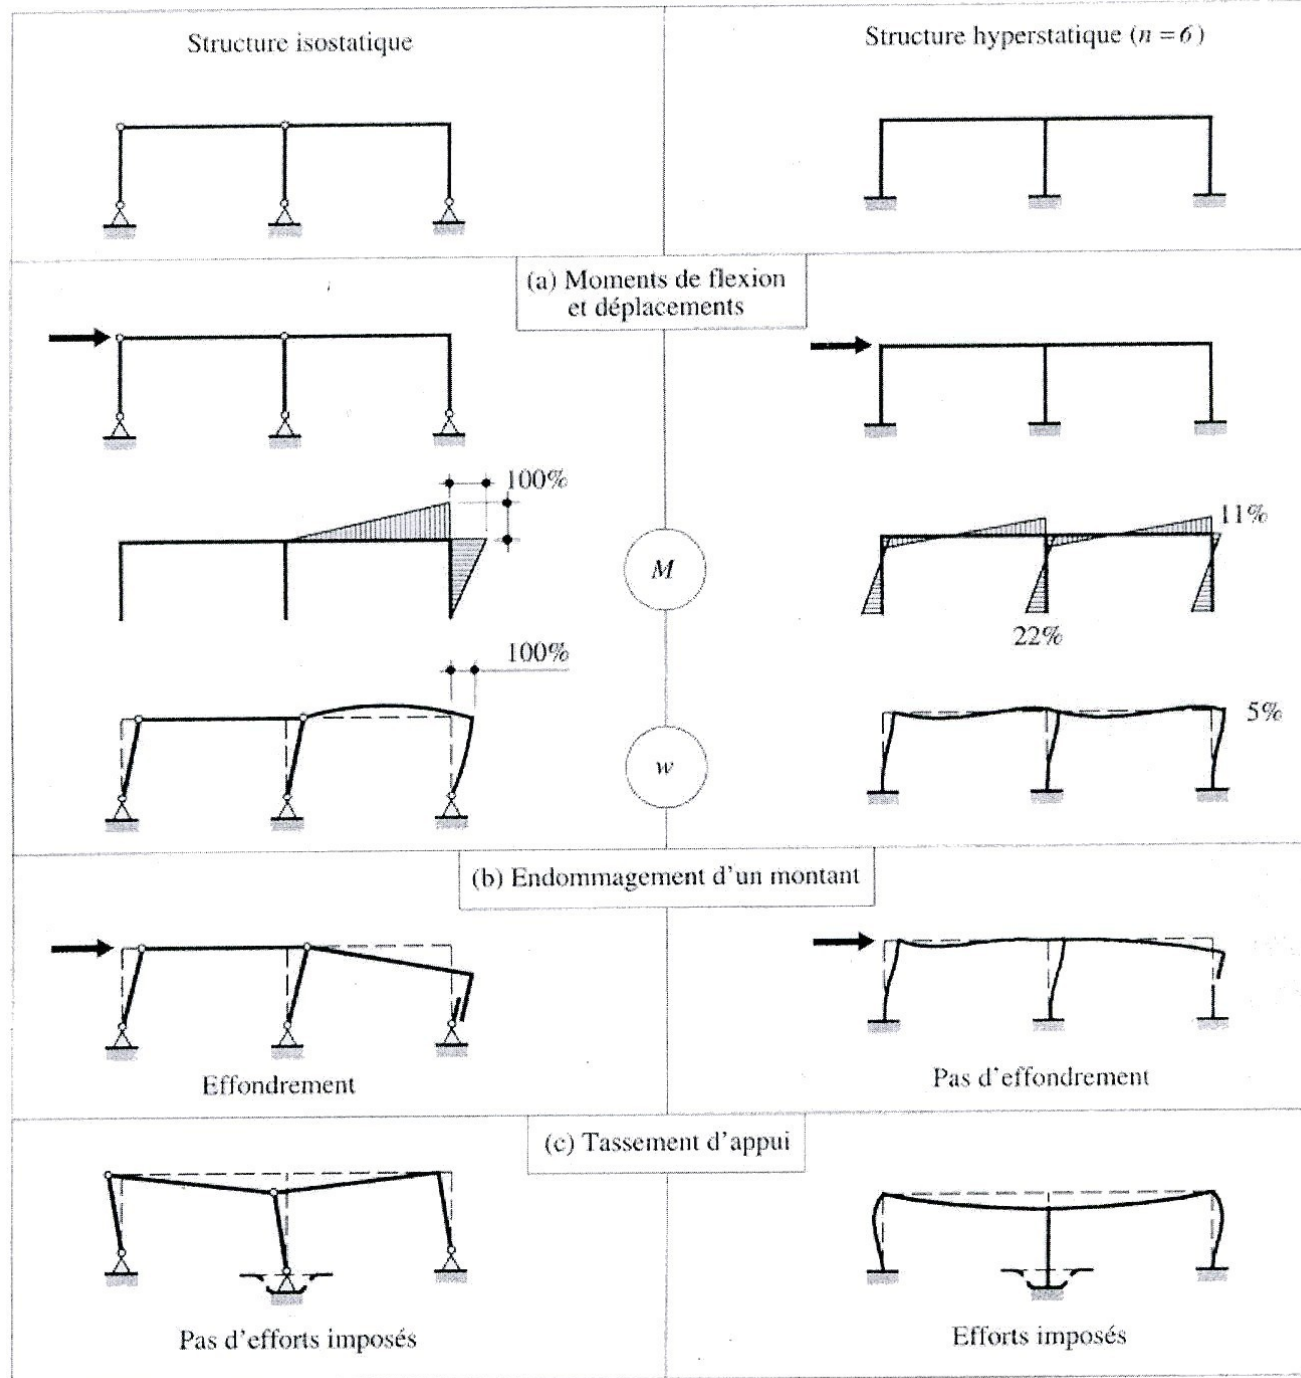 Structure isostatique
Structure hyperstatique (n = 6)
(a) Moments de flexion
et déplacements
100%
11%
M
22%
100%
5%
w
(b) Endommagement d'un montant
Effondrement
Pas d'effondrement
(c) Tassement d'appui
Pas d'efforts imposés
Efforts imposés